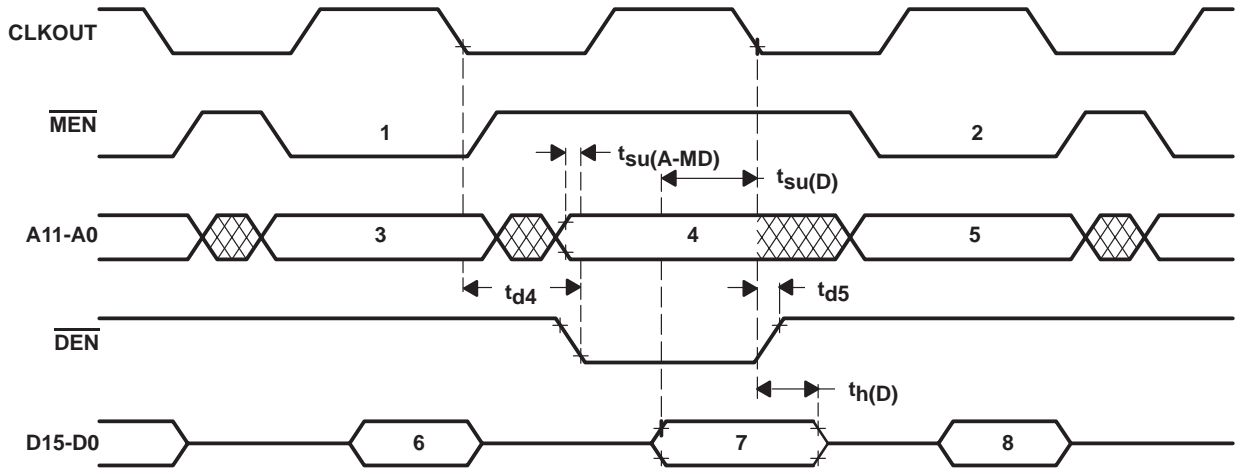 CLKOUT
MEN
1
2
tsu(A-MD)
tsu(D)
A11-A0
3
4
5
td4
td5
DEN
th(D)
D15-D0
6
7
8